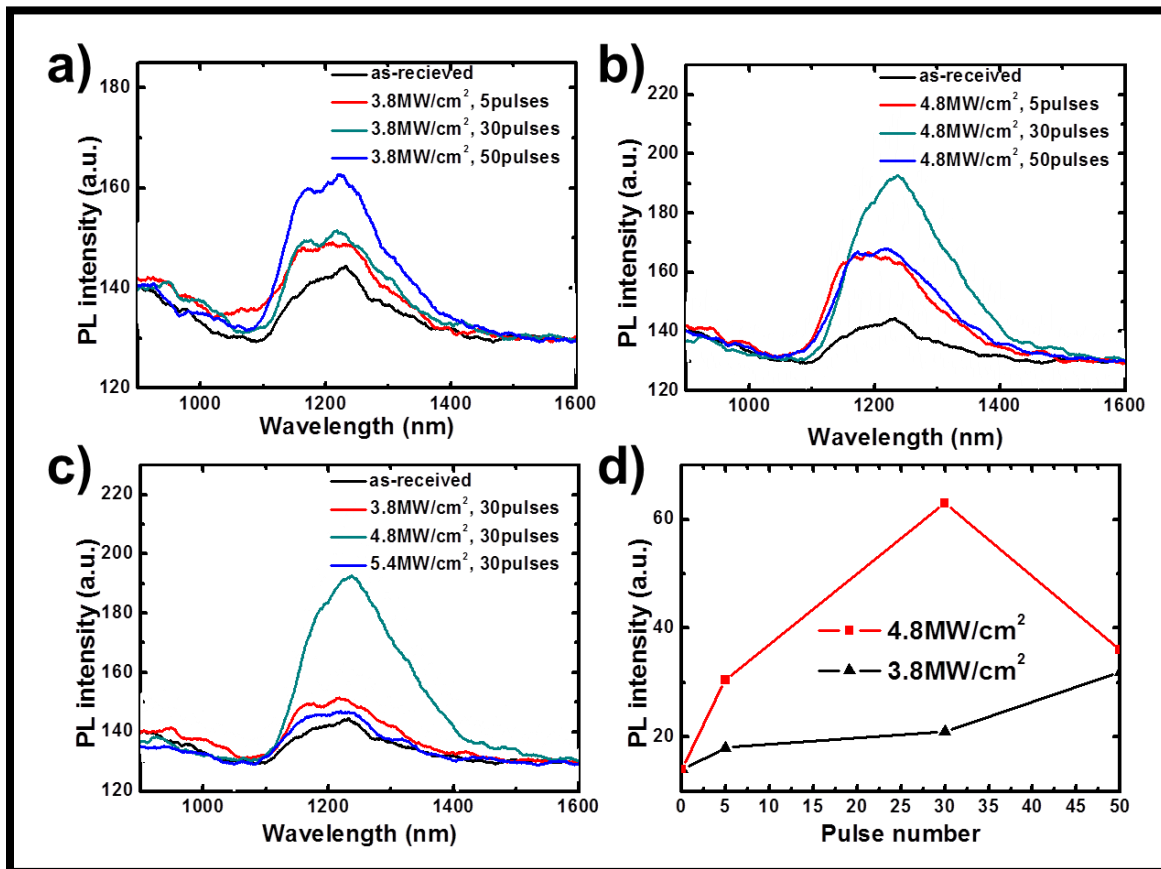 a)
as-recieved
3.8MW/cm², 5pulses
3.8MW/cm², 30pulses
3.8MW/cm², 50pulses
PL intensity (a.u.)
180
160
140
120
1000 1200 1400 1600
Wavelength (nm)
b)
as-received
4.8MW/cm², 5pulses
4.8MW/cm², 30pulses
4.8MW/cm², 50pulses
PL intensity (a.u.)
220
200
180
160
140
120
1000 1200 1400 1600
Wavelength (nm)
c)
as-received
3.8MW/cm², 30pulses
4.8MW/cm², 30pulses
5.4MW/cm², 30pulses
PL intensity (a.u.)
220
200
180
160
140
120
1000 1200 1400 1600
Wavelength (nm)
d)
4.8MW/cm²
3.8MW/cm²
PL intensity (a.u.)
60
40
20
0 5 10 15 20 25 30 35 40 45 50
Pulse number